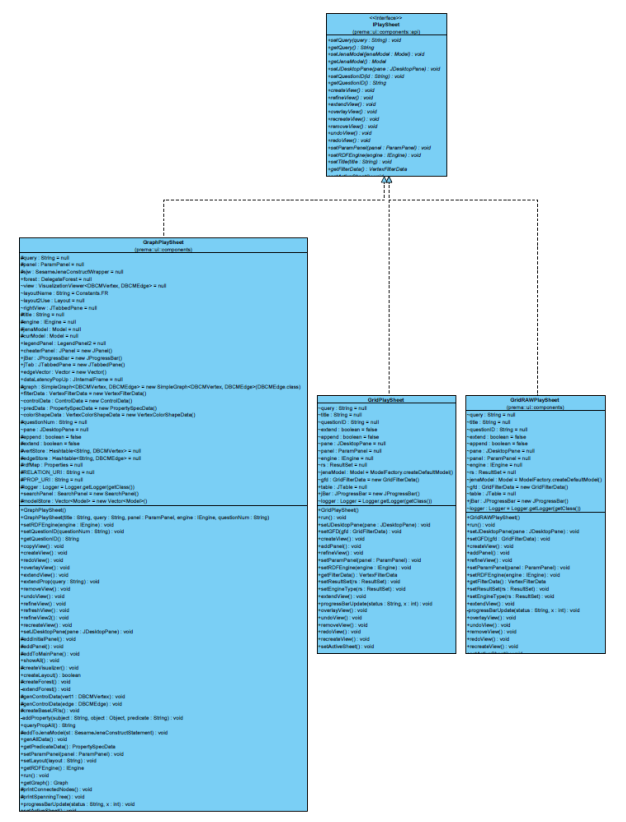 <<Interface>>
IPlaySheet
(prerna::ui::components::api)
+setQuery(query : String) : void
+getQuery() : String
+setJenaModel(jenaModel : Model) : void
+getJenaModel() : Model
+setJDesktopPane(pane : JDesktopPane) : void
+setQuestionID(id : String) : void
+getQuestionID() : String
+createView() : void
+refineView() : void
+extendView() : void
+overlayView() : void
+recreateView() : void
+removeView() : void
+undoView() : void
+redoView() : void
+setParamPanel(panel : ParamPanel) : void
+setRDFEngine(engine : IEngine) : void
+setTitle(title : String) : void
+getFilterData() : VertexFilterData
GraphPlaySheet
(prerna::ui::components)
#query : String = null
#panel : ParamPanel = null
#sjw : SesameJenaConstructWrapper = null
~forest : DelegateForest = null
~view : VisualizationViewer<DBCMVertex, DBCMEdge> = null
~layoutName : String = Constants.FR
~layout2Use : Layout = null
~rightView : JTabbedPane = null
#title : String = null
#engine : IEngine = null
#jenaModel : Model = null
#curModel : Model = null
+legendPanel : LegendPanel2 = null
+cheaterPanel : JPanel = new JPanel()
+jBar : JProgressBar = new JProgressBar()
+jTab : JTabbedPane = new JTabbedPane()
+edgeVector : Vector = new Vector()
+dataLatencyPopUp : JInternalFrame = null
#graph : SimpleGraph<DBCMVertex, DBCMEdge> = new SimpleGraph<DBCMVertex, DBCMEdge>(DBCMEdge.class)
+filterData : VertexFilterData = new VertexFilterData()
~controlData : ControlData = new ControlData()
~predData : PropertySpecData = new PropertySpecData()
~colorShapeData : VertexColorShapeData = new VertexColorShapeData()
#questionNum : String = null
~pane : JDesktopPane = null
#append : boolean = false
#extend : boolean = false
#vertStore : Hashtable<String, DBCMVertex> = null
#edgeStore : Hashtable<String, DBCMEdge> = null
#rdfMap : Properties = null
#RELATION_URI : String = null
#PROP_URI : String = null
#logger : Logger = Logger.getLogger(getClass())
+searchPanel : SearchPanel = new SearchPanel()
#modelStore : Vector<Model> = new Vector<Model>()
+GraphPlaySheet()
+GraphPlaySheet(title : String, query : String, panel : ParamPanel, engine : IEngine, questionNum : String)
+setRDFEngine(engine : IEngine) : void
+setQuestionID(questionNum : String) : void
+getQuestionID() : String
+copyView() : void
+createView() : void
+redoView() : void
+overlayView() : void
+extendView() : void
+extendProp(query : String) : void
+removeView() : void
+undoView() : void
+refineView() : void
+refreshView() : void
+refineView2() : void
+recreateView() : void
+setJDesktopPane(pane : JDesktopPane) : void
#addInitialPanel() : void
#addPanel() : void
#addToMainPane() : void
+showAll() : void
#createVisualizer() : void
+createLayout() : boolean
#createForest() : void
-extendForest() : void
#genControlData(vert1 : DBCMVertex) : void
#genControlData(edge : DBCMEdge) : void
#createBaseURIs() : void
-addProperty(subject : String, object : Object, predicate : String) : void
-queryPropAll() : String
#addToJenaModel(st : SesameJenaConstructStatement) : void
+genAllData() : void
+getPredicateData() : PropertySpecData
+setParamPanel(panel : ParamPanel) : void
+setLayout(layout : String) : void
+getRDFEngine() : IEngine
+run() : void
+getGraph() : Graph
#printConnectedNodes() : void
#printSpanningTree() : void
+progressBarUpdate(status : String, x : int) : void
GridPlaySheet
~query : String = null
~title : String = null
~questionID : String = null
~extend : boolean = false
~append : boolean = false
~pane : JDesktopPane = null
~panel : ParamPanel = null
~engine : IEngine = null
~rs : ResultSet = null
~jenaModel : Model = ModelFactory.createDefaultModel()
~gfd : GridFilterData = new GridFilterData()
~table : JTable = null
+jBar : JProgressBar = new JProgressBar()
~logger : Logger = Logger.getLogger(getClass())
+GridPlaySheet()
+run() : void
+setJDesktopPane(pane : JDesktopPane) : void
+setGFD(gfd : GridFilterData) : void
+createView() : void
+addPanel() : void
+refineView() : void
+setParamPanel(panel : ParamPanel) : void
+setRDFEngine(engine : IEngine) : void
+getFilterData() : VertexFilterData
+setResultSet(rs : ResultSet) : void
+setEngineType(rs : ResultSet) : void
+extendView() : void
+progressBarUpdate(status : String, x : int) : void
+overlayView() : void
+undoView() : void
+removeView() : void
+redoView() : void
+recreateView() : void
+setActiveSheet() : void
GridRAWPlaySheet
(prerna::ui::components)
~query : String = null
~title : String = null
~questionID : String = null
~extend : boolean = false
~append : boolean = false
~pane : JDesktopPane = null
~panel : ParamPanel = null
~engine : IEngine = null
~rs : ResultSet = null
~jenaModel : Model = ModelFactory.createDefaultModel()
~gfd : GridFilterData = new GridFilterData()
~table : JTable = null
+jBar : JProgressBar = new JProgressBar()
~logger : Logger = Logger.getLogger(getClass())
+GridRAWPlaySheet()
+run() : void
+setJDesktopPane(pane : JDesktopPane) : void
+setGFD(gfd : GridFilterData) : void
+createView() : void
+addPanel() : void
+refineView() : void
+setParamPanel(panel : ParamPanel) : void
+setRDFEngine(engine : IEngine) : void
+getFilterData() : VertexFilterData
+setResultSet(rs : ResultSet) : void
+setEngineType(rs : ResultSet) : void
+extendView() : void
+progressBarUpdate(status : String, x : int) : void
+overlayView() : void
+undoView() : void
+removeView() : void
+redoView() : void
+recreateView() : void